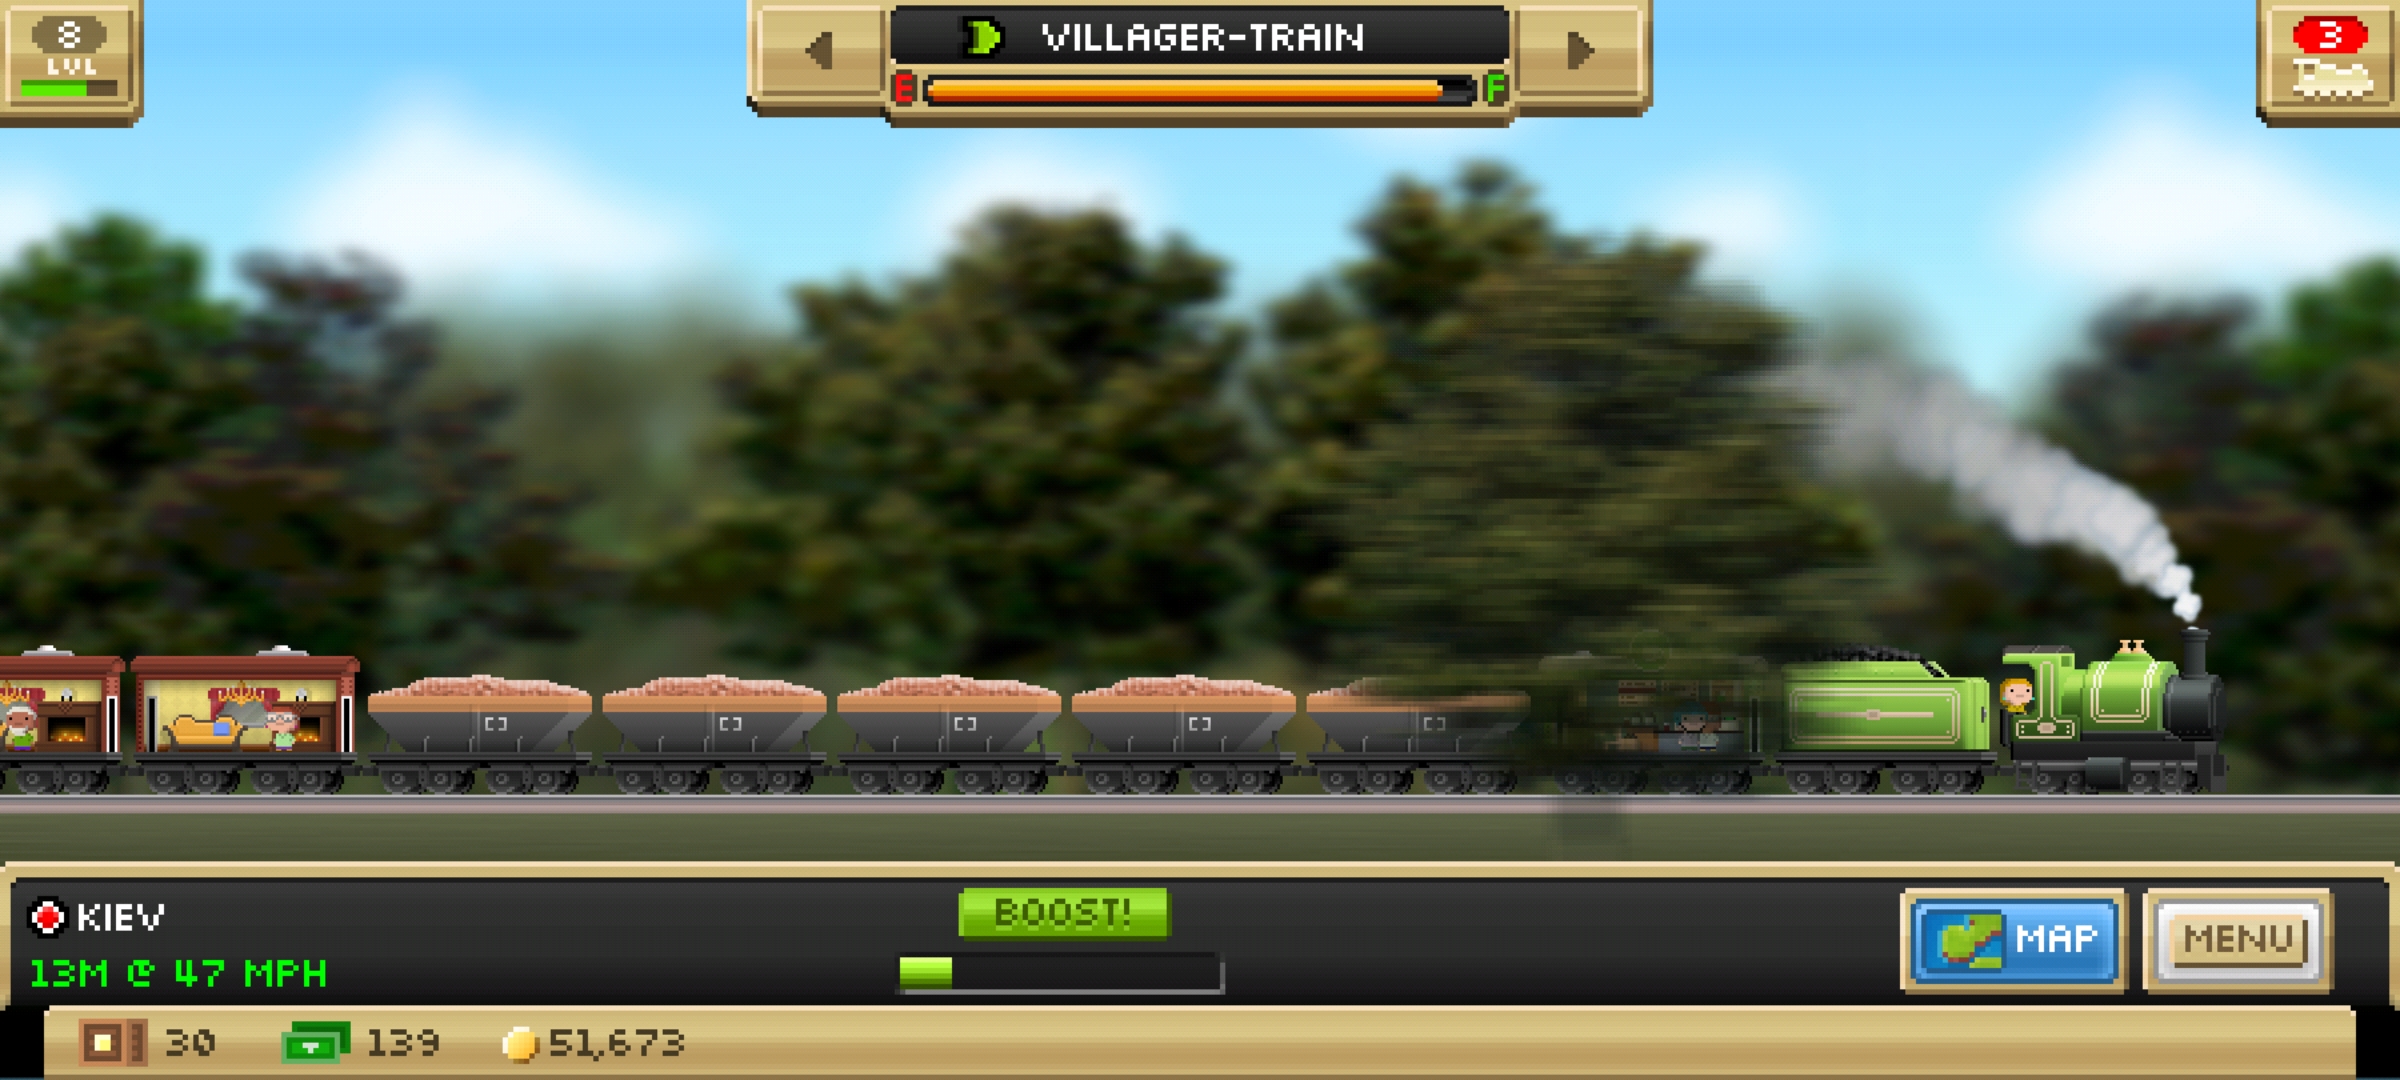 8
LVL
VILLAGER-TRAIN
E F
3
KIEV
BOOST!
13M @ 47 MPH
MAP
MENU
30 139 51,673